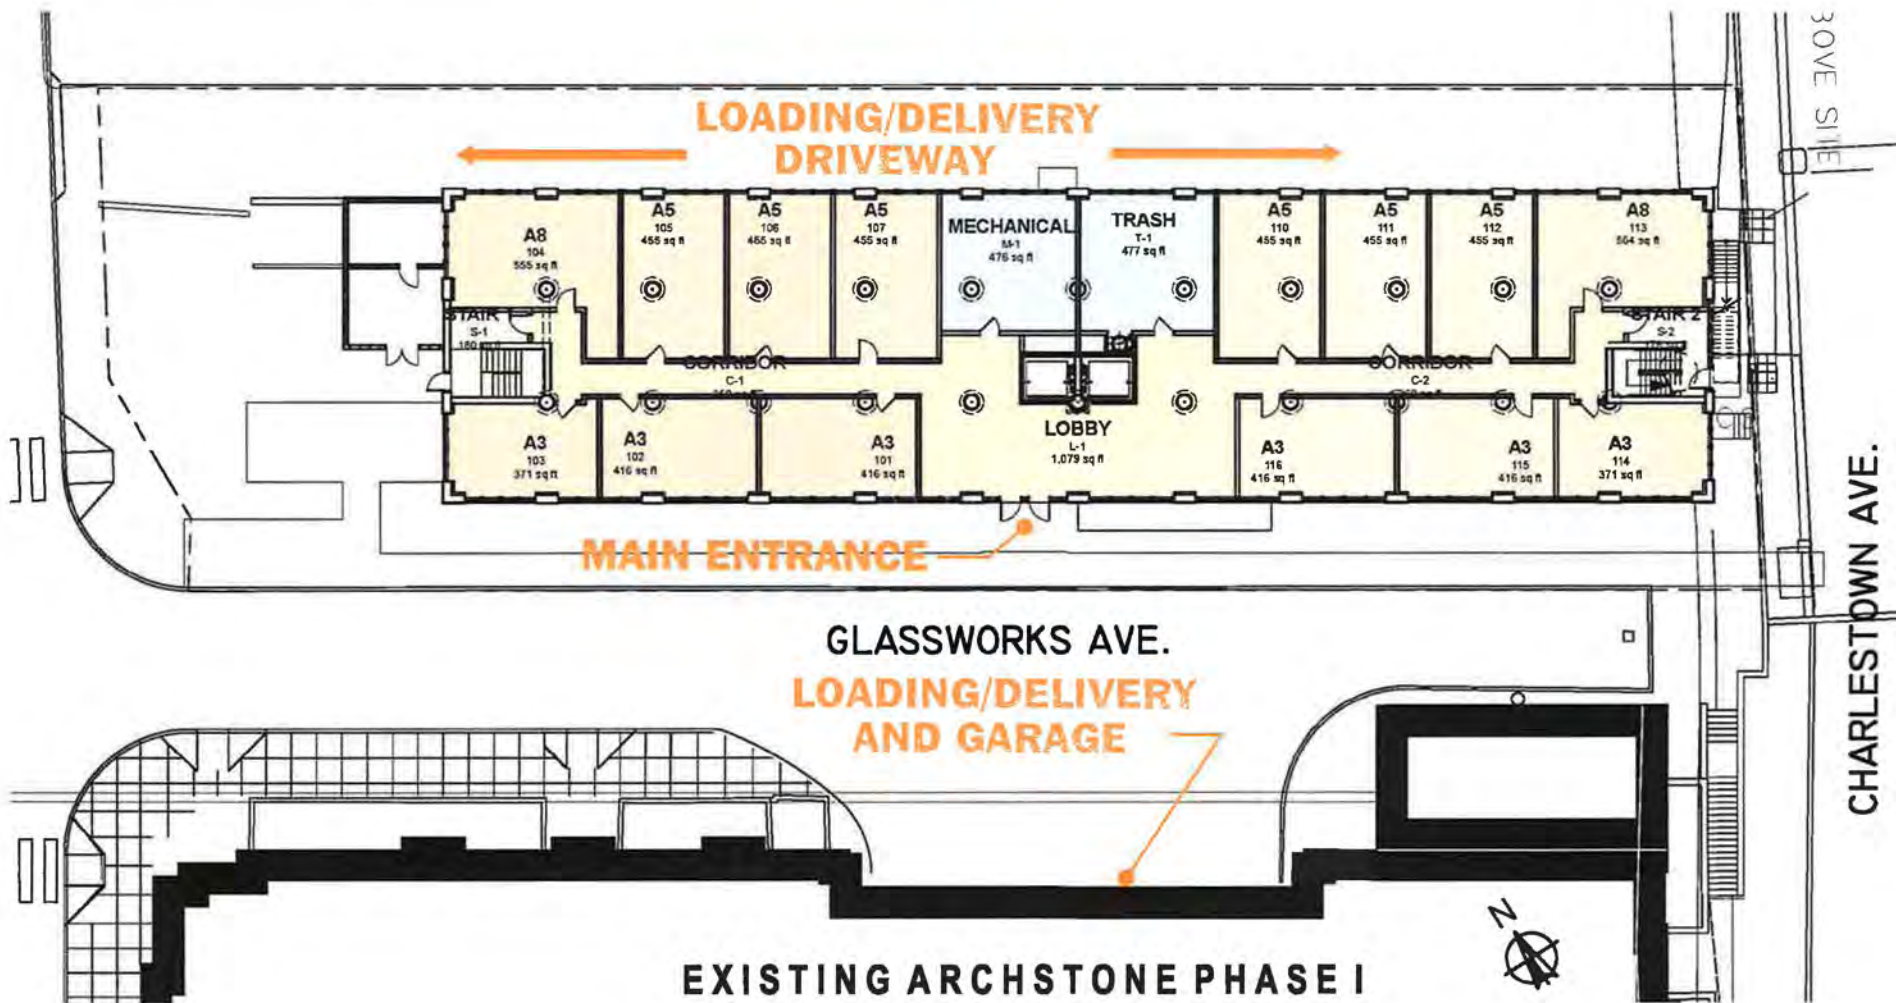 BOVE SITE
LOADING/DELIVERY
DRIVEWAY
A8
104
555 sq ft
A5
105
455 sq ft
A5
106
455 sq ft
A5
107
455 sq ft
MECHANICAL
M-1
476 sq ft
TRASH
T-1
477 sq ft
A5
110
455 sq ft
A5
111
455 sq ft
A5
112
455 sq ft
A8
113
564 sq ft
STAIR
S-1
180 sq ft
STAIR 2
S-2
CORRIDOR
C-1
CORRIDOR
C-2
A3
103
371 sq ft
A3
102
416 sq ft
A3
101
416 sq ft
LOBBY
L-1
1,079 sq ft
A3
116
416 sq ft
A3
115
416 sq ft
A3
114
371 sq ft
MAIN ENTRANCE
CHARLESTOWN AVE.
GLASSWORKS AVE.
LOADING/DELIVERY
AND GARAGE
N
EXISTING ARCHSTONE PHASE I